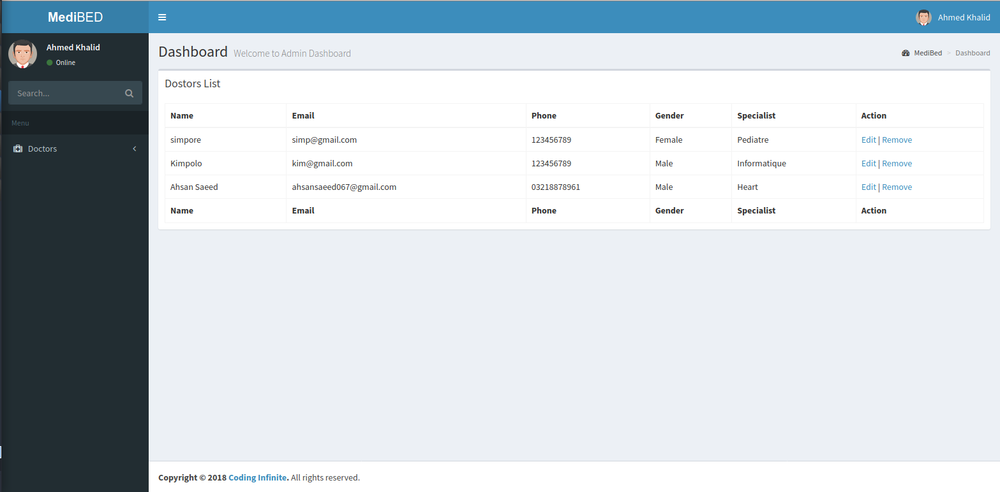 MediBED
Ahmed Khalid
Ahmed Khalid
Online
Search...
Menu
Doctors
Dashboard Welcome to Admin Dashboard
MediBed > Dashboard
Dostors List
Name Email Phone Gender Specialist Action
simpore simp@gmail.com 123456789 Female Pediatre Edit | Remove
Kimpolo kim@gmail.com 123456789 Male Informatique Edit | Remove
Ahsan Saeed ahsansaeed067@gmail.com 03218878961 Male Heart Edit | Remove
Name Email Phone Gender Specialist Action
Copyright © 2018 Coding Infinite. All rights reserved.